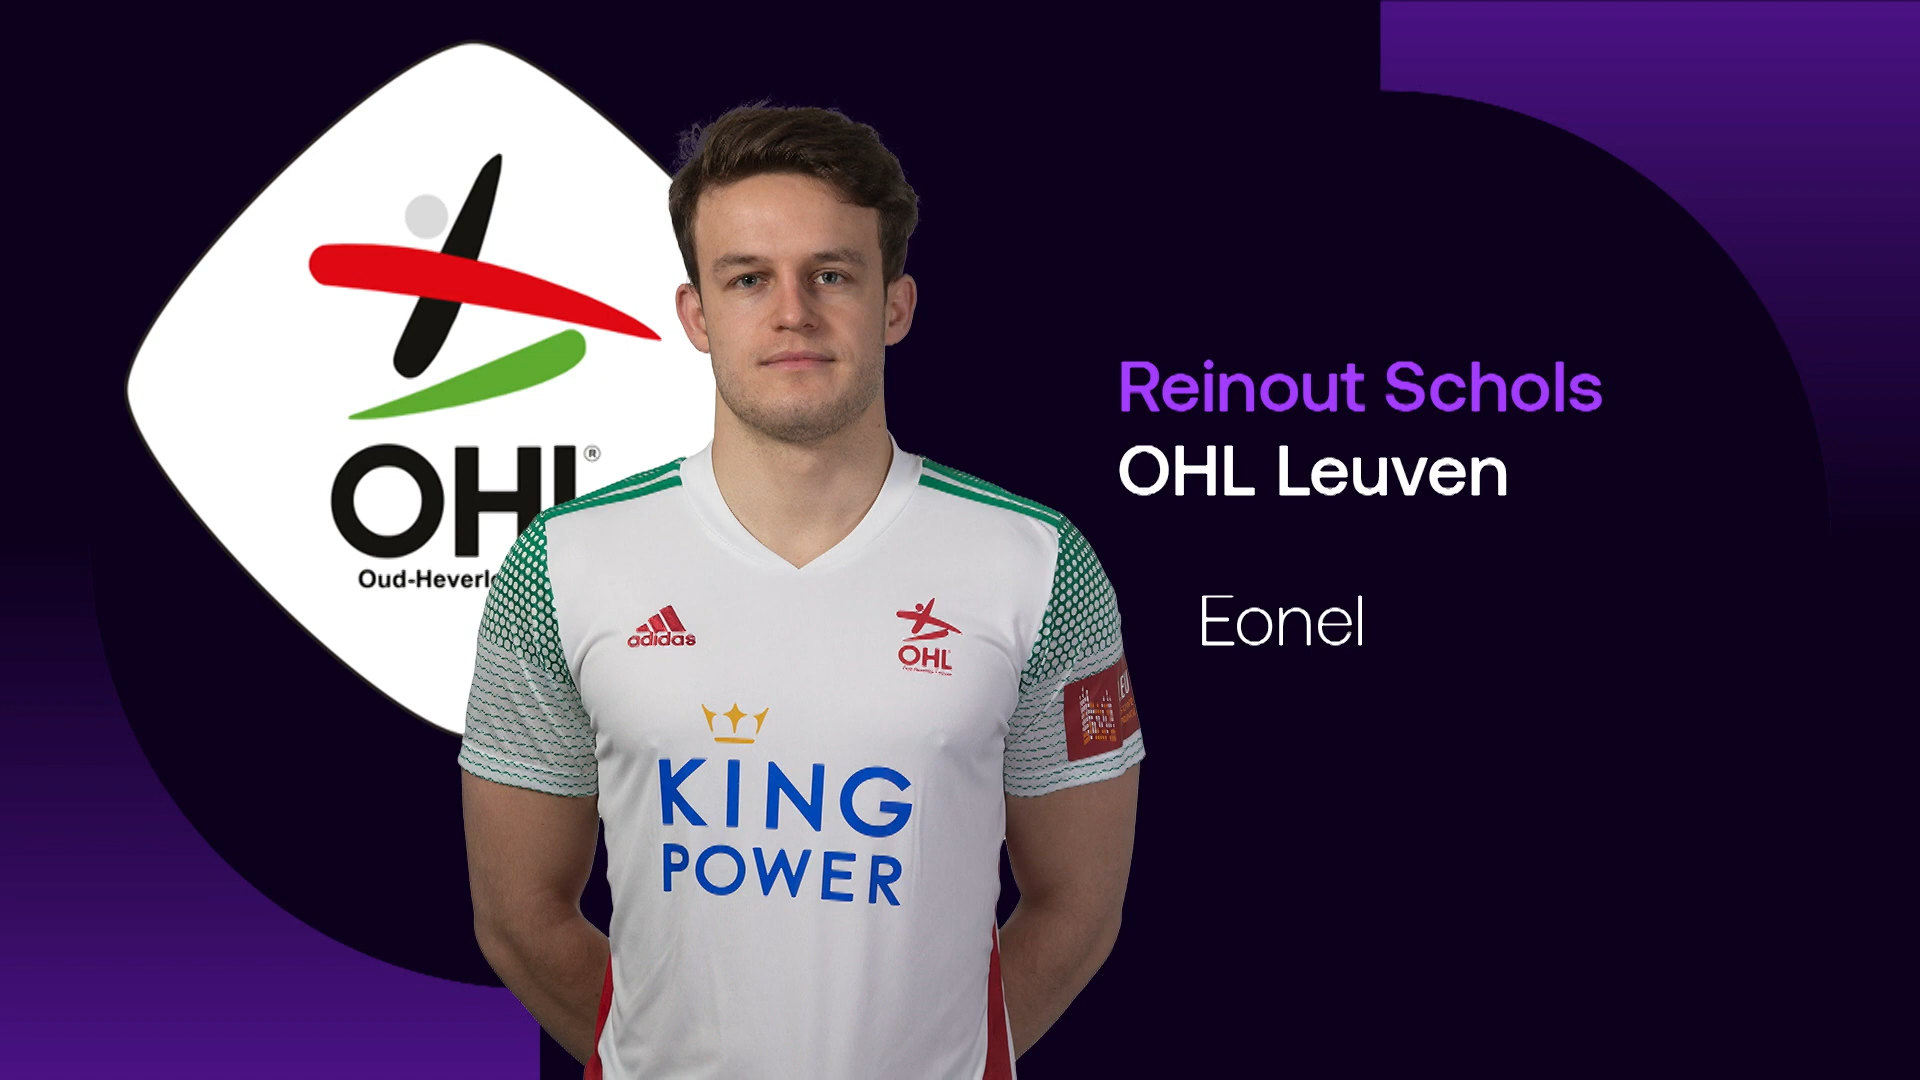 OHL®
Oud-Heverl
Reinout Schols
OHL Leuven
Eonel
adidas
OHL
KING
POWER